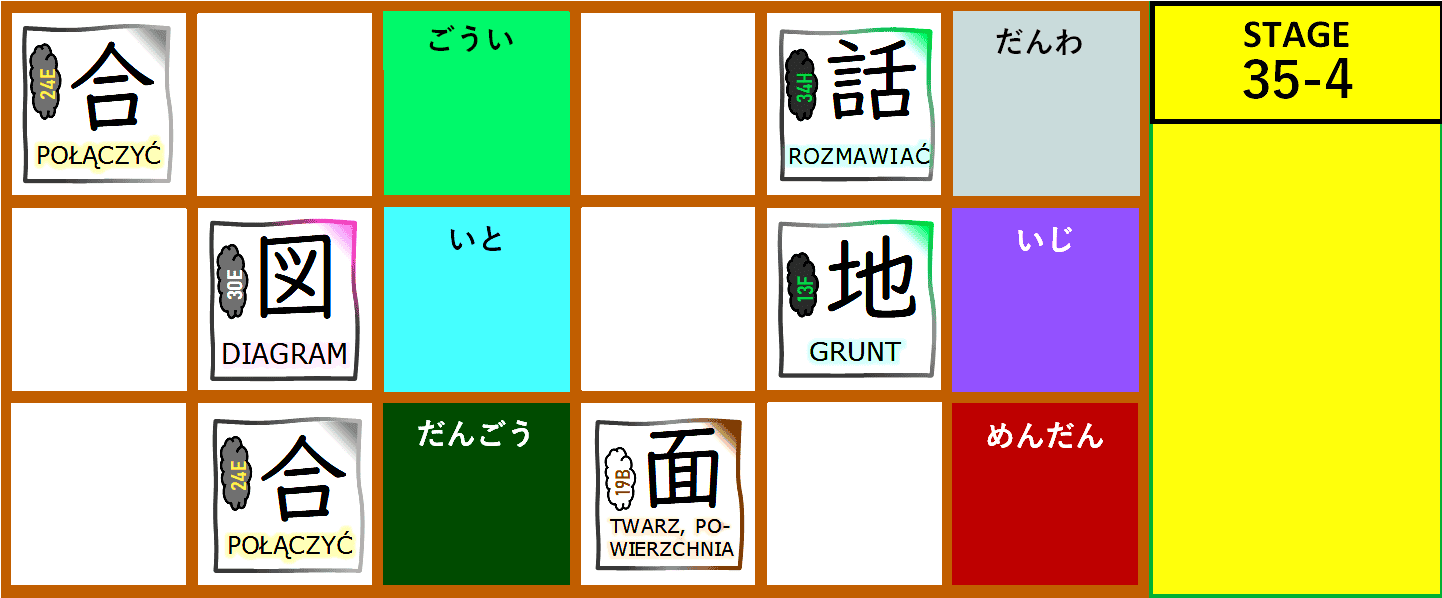 24E
合
POŁĄCZYĆ
ごうい
34H
話
ROZMAWIAĆ
だんわ
STAGE
35-4
30E
図
DIAGRAM
いと
13F
地
GRUNT
いじ
24E
合
POŁĄCZYĆ
だんごう
19B
面
TWARZ, PO-
WIERZCHNIA
めんだん